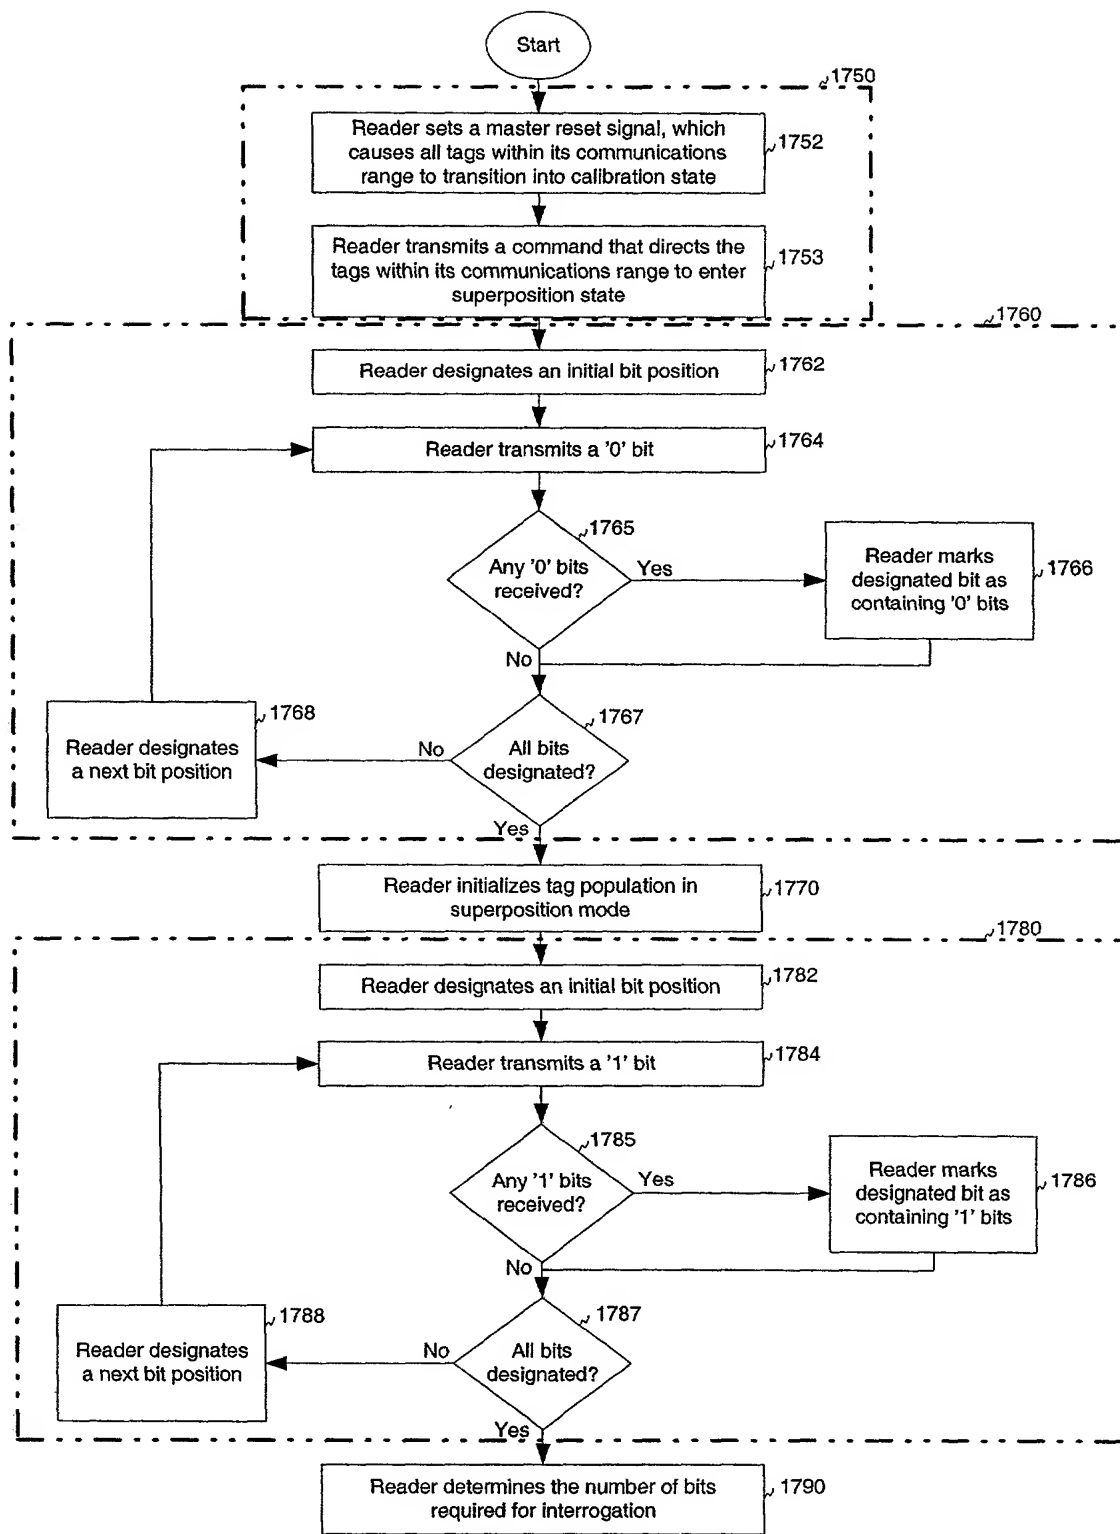 Start
1750
Reader sets a master reset signal, which
causes all tags within its communications
range to transition into calibration state
1752
Reader transmits a command that directs the
tags within its communications range to enter
superposition state
1753
1760
Reader designates an initial bit position
1762
Reader transmits a '0' bit
1764
1765
Any '0' bits
received?
Yes
Reader marks
designated bit as
containing '0' bits
1766
No
1767
All bits
designated?
No
1768
Reader designates
a next bit position
Yes
Reader initializes tag population in
superposition mode
1770
1780
Reader designates an initial bit position
1782
Reader transmits a '1' bit
1784
1785
Any '1' bits
received?
Yes
Reader marks
designated bit as
containing '1' bits
1786
No
1787
All bits
designated?
No
1788
Reader designates
a next bit position
Yes
Reader determines the number of bits
required for interrogation
1790